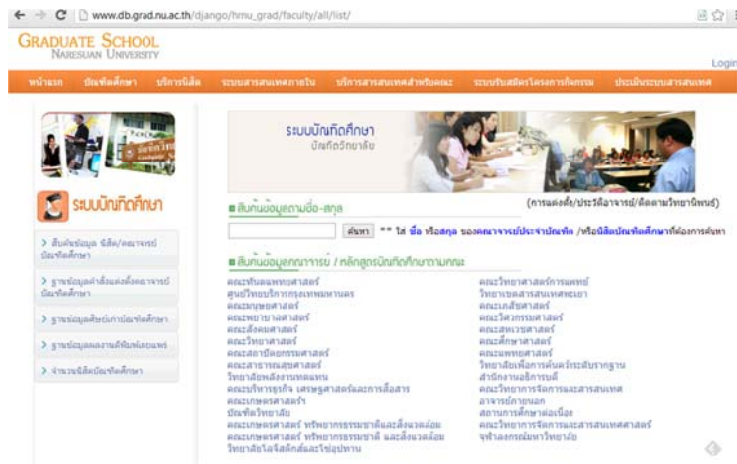 www.db.grad.nu.ac.th/django/hmu_grad/faculty/all/list/
GRADUATE SCHOOL
NARESUAN UNIVERSITY
Login
หน้าแรก บัณฑิตศึกษา บริการนิสิต ระบบสารสนเทศภายใน บริการสารสนเทศสำหรับคณะ ระบบรับสมัครโครงการกิจกรรม ประเมินระบบสารสนเทศ
ระบบบัณฑิตศึกษา
บัณฑิตวิทยาลัย
ระบบบัณฑิตศึกษา
สืบค้นข้อมูล นิสิต/คณาจารย์
บัณฑิตศึกษา
ฐานข้อมูลคำสั่งแต่งตั้งคณาจารย์
บัณฑิตศึกษา
ฐานข้อมูลศิษย์เก่าบัณฑิตศึกษา
ฐานข้อมูลผลงานตีพิมพ์เผยแพร่
จำนวนนิสิตบัณฑิตศึกษา
สืบค้นข้อมูลตามชื่อ-สกุล
(การแต่งตั้ง/ประวัติอาจารย์/ติดตามวิทยานิพนธ์)
ค้นหา ** ใส่ ชื่อ หรือสกุล ของคณาจารย์ประจำบัณฑิต /หรือนิสิตบัณฑิตศึกษาที่ต้องการค้นหา
สืบค้นข้อมูลคณาจารย์ / หลักสูตรบัณฑิตศึกษาตามคณะ
คณะทันตแพทยศาสตร์
ศูนย์วิทยบริการกรุงเทพมหานคร
คณะมนุษยศาสตร์
คณะพยาบาลศาสตร์
คณะสังคมศาสตร์
คณะวิทยาศาสตร์
คณะสถาปัตยกรรมศาสตร์
คณะสาธารณสุขศาสตร์
วิทยาลัยพลังงานทดแทน
คณะบริหารธุรกิจ เศรษฐศาสตร์และการสื่อสาร
คณะเกษตรศาสตร์ฯ
บัณฑิตวิทยาลัย
คณะเกษตรศาสตร์ ทรัพยากรธรรมชาติและสิ่งแวดล้อม
คณะเกษตรศาสตร์ ทรัพยากรธรรมชาติ และสิ่งแวดล้อม
วิทยาลัยโลจิสติกส์และโซ่อุปทาน
คณะวิทยาศาสตร์การแพทย์
วิทยาเขตสารสนเทศพะเยา
คณะเภสัชศาสตร์
คณะวิศวกรรมศาสตร์
คณะสหเวชศาสตร์
คณะศึกษาศาสตร์
คณะแพทยศาสตร์
วิทยาลัยเพื่อการค้นคว้าระดับรากฐาน
สำนักงานอธิการบดี
คณะวิทยาการจัดการและสารสนเทศ
อาจารย์ภายนอก
สถานการศึกษาต่อเนื่อง
คณะวิทยาการจัดการและสารสนเทศศาสตร์
จุฬาลงกรณ์มหาวิทยาลัย